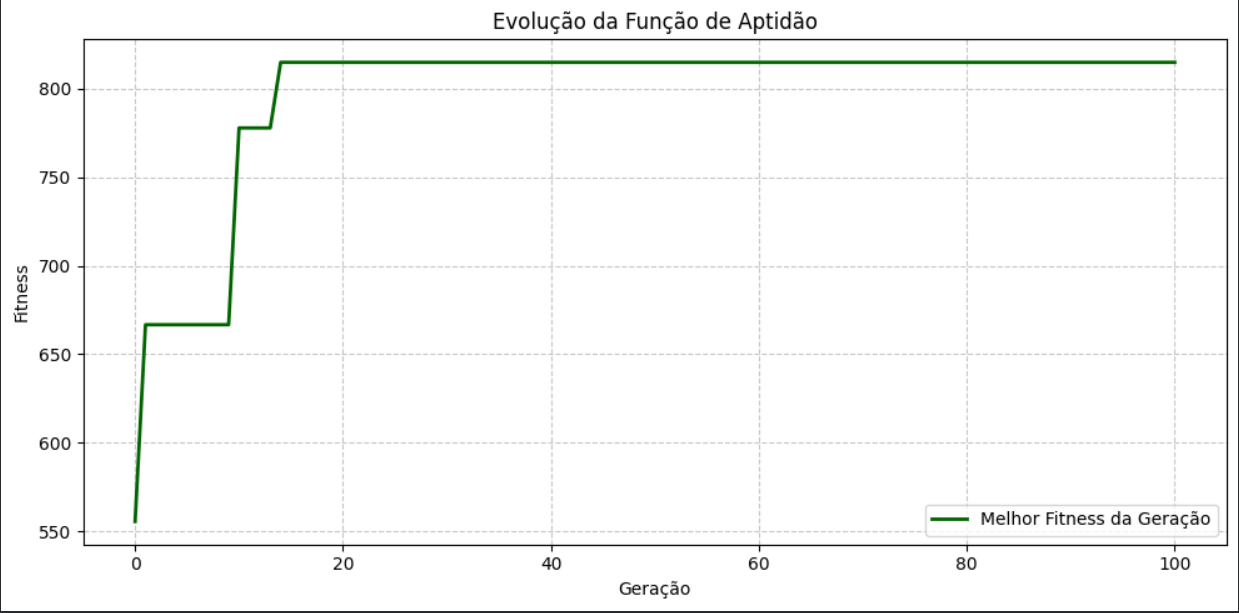 Evolução da Função de Aptidão
800
750
700
650
600
550
Fitness
Melhor Fitness da Geração
0 20 40 60 80 100
Geração